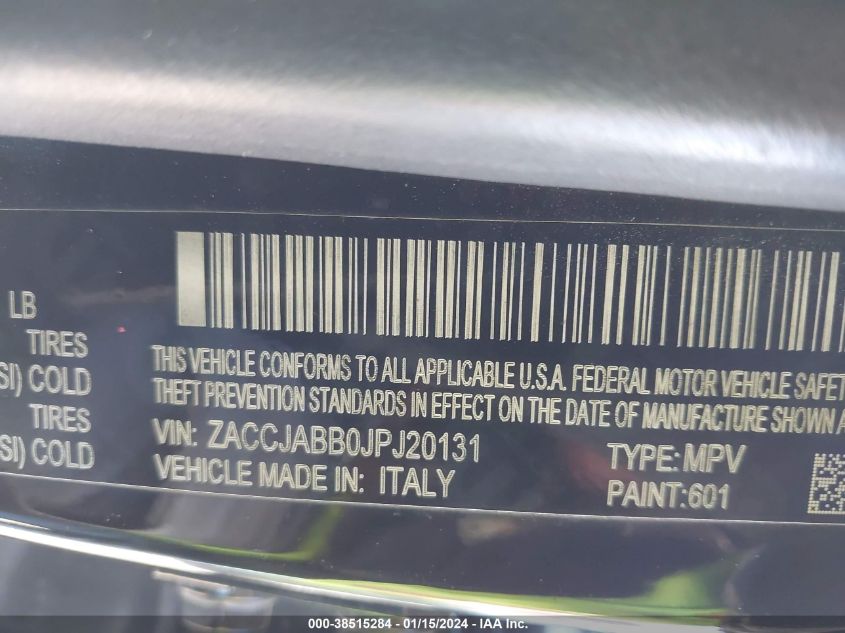 LB
TIRES
SI) COLD
TIRES
SI) COLD
THIS VEHICLE CONFORMS TO ALL APPLICABLE U.S.A. FEDERAL MOTOR VEHICLE SAFET
THEFT PREVENTION STANDARDS IN EFFECT ON THE DATE OF MANUFACTURE SHOWN A
VIN: ZACCJABB0JPJ20131
TYPE: MPV
VEHICLE MADE IN: ITALY
PAINT:601
000-38515284 - 01/15/2024 - IAA Inc.